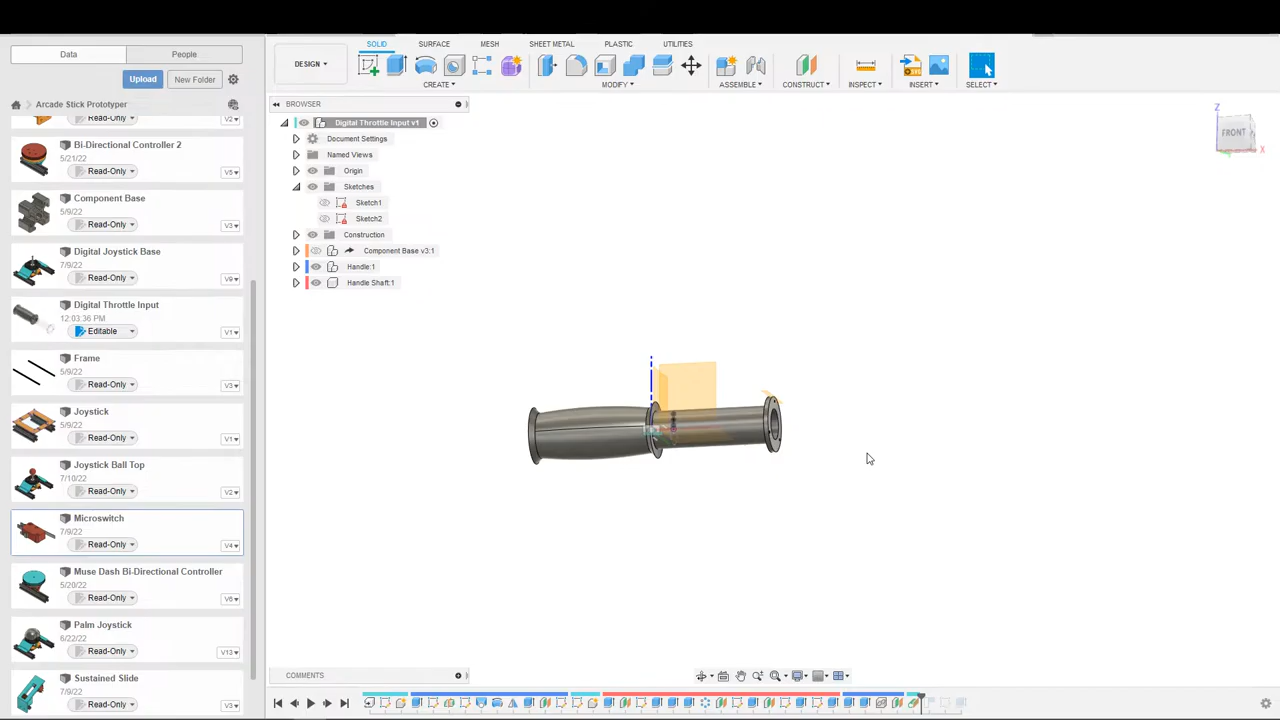 Data
People
SOLID
SURFACE
MESH
SHEET METAL
PLASTIC
UTILITIES
DESIGN
Upload
New Folder
CREATE
MODIFY
ASSEMBLE
CONSTRUCT
INSPECT
INSERT
SELECT
Arcade Stick Prototyper
BROWSER
Read-Only
V2
Bi-Directional Controller 2
5/21/22
Read-Only
V5
Component Base
5/9/22
Read-Only
V3
Digital Joystick Base
7/9/22
Read-Only
V9
Digital Throttle Input
12:03:36 PM
Editable
V1
Frame
5/9/22
Read-Only
V3
Joystick
5/9/22
Read-Only
V1
Joystick Ball Top
7/10/22
Read-Only
V2
Microswitch
7/9/22
Read-Only
V4
Muse Dash Bi-Directional Controller
5/20/22
Read-Only
V6
Palm Joystick
6/22/22
Read-Only
V13
Sustained Slide
5/9/22
Read-Only
V3
Digital Throttle Input v1
Document Settings
Named Views
Origin
Sketches
Sketch1
Sketch2
Construction
Component Base v3:1
Handle:1
Handle Shaft:1
Z
FRONT
X
COMMENTS